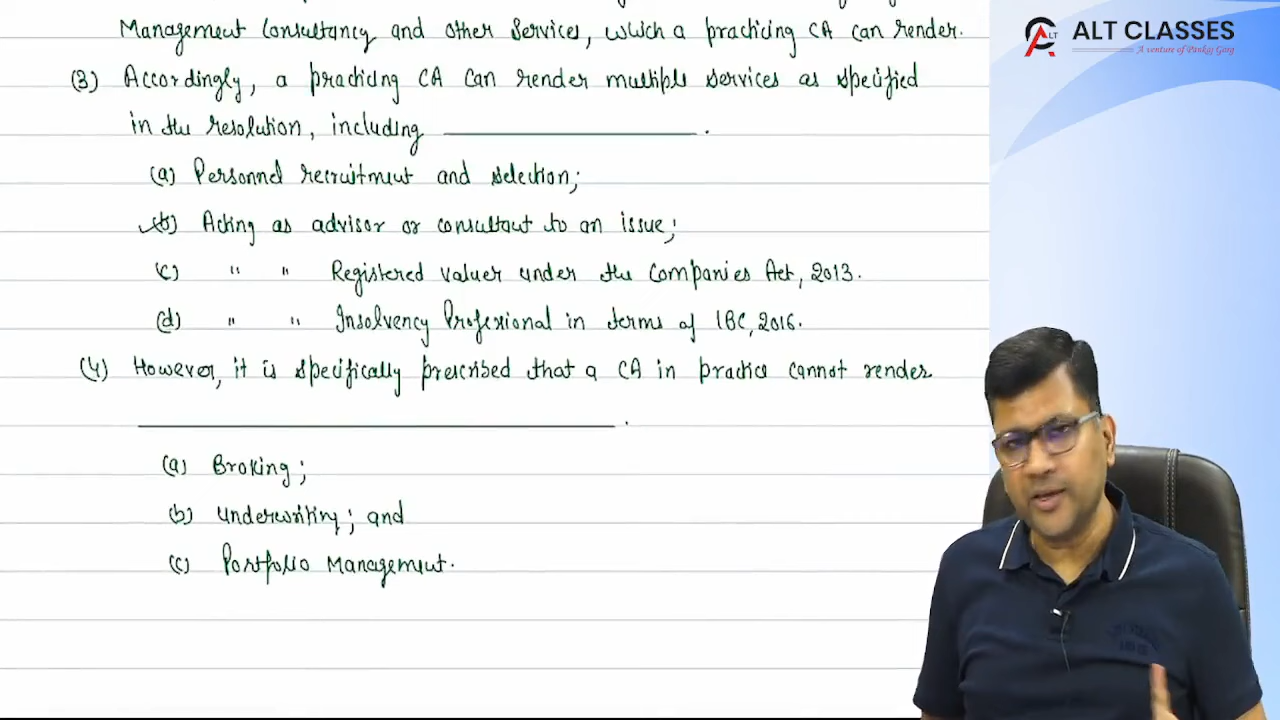 Management Consultancy and other Services, which a practicing CA can render.
(3) Accordingly, a practicing CA can render multiple services as specified
in the resolution, including ____________.
(a) Personnel recruitment and selection;
(b) Acting as advisor or consultant to an issue;
(c) " " Registered valuer under the Companies Act, 2013.
(d) " " Insolvency Professional in terms of IBC, 2016.
(4) However, it is specifically prescribed that a CA in practice cannot render
____________.
(a) Broking;
(b) Underwriting; and
(c) Portfolio Management.
ALT
ALT CLASSES
A venture of Pankaj Garg